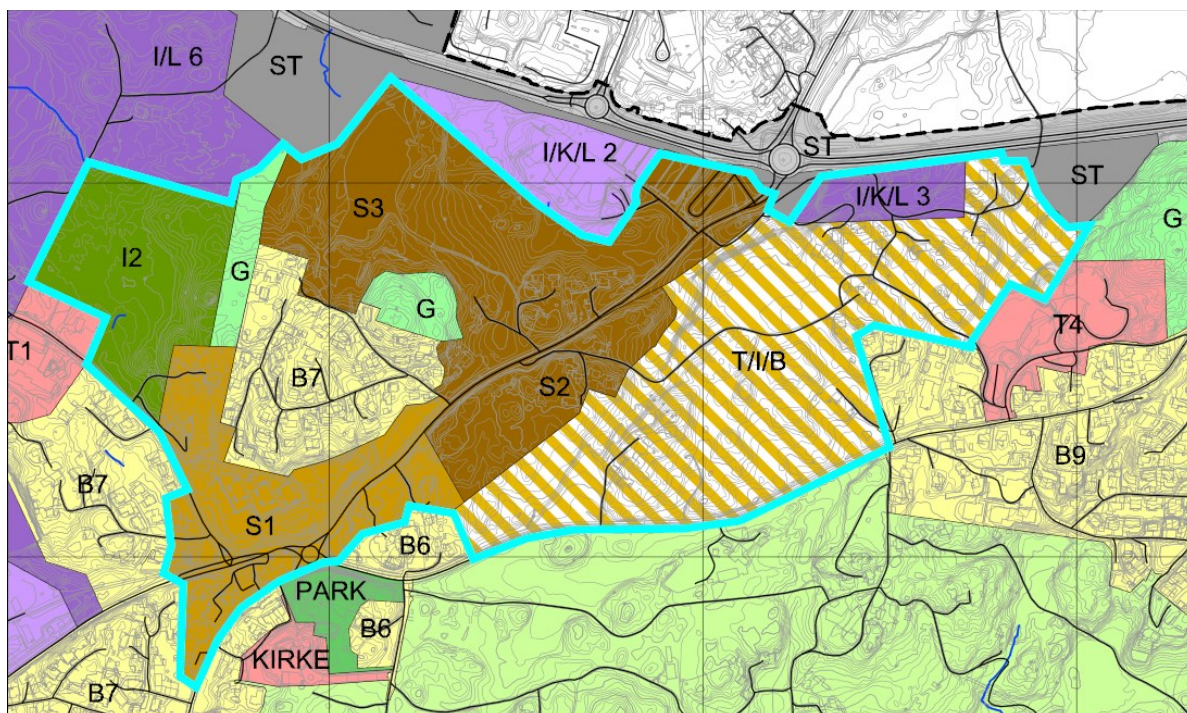 I/L 6
ST
I/K/L 2
ST
I/K/L 3
ST
S3
G
I2
G
G
T1
T/I/B
T4
B7
S2
B9
B7
S1
B6
PARK
B6
KIRKE
B7